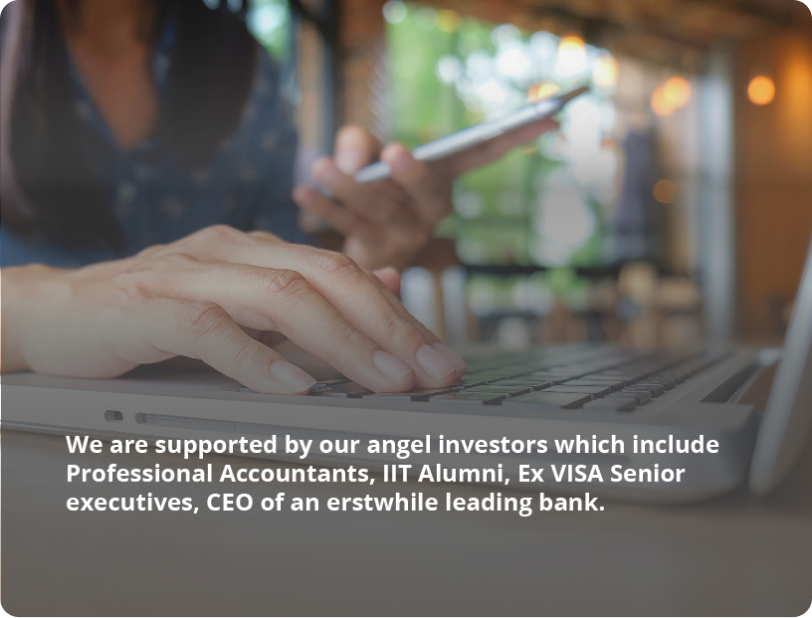 We are supported by our angel investors which include
Professional Accountants, IIT Alumni, Ex VISA Senior
executives, CEO of an erstwhile leading bank.